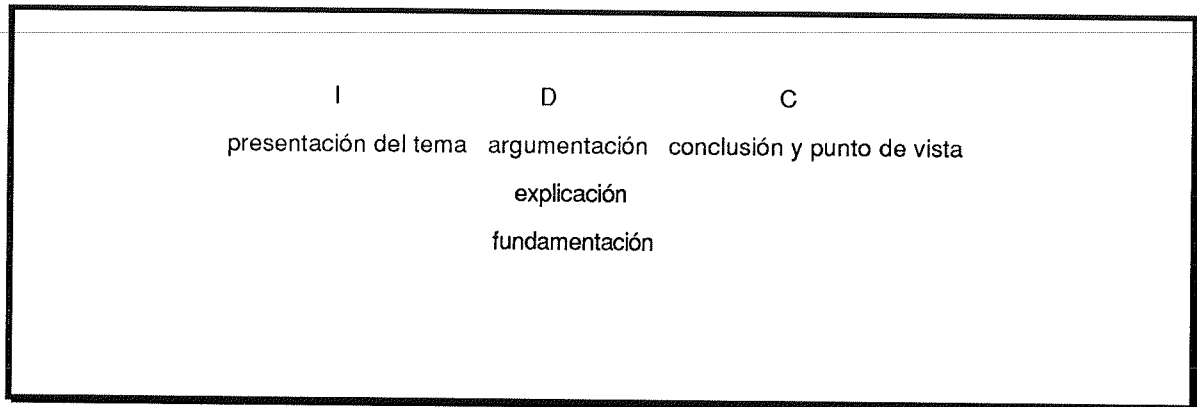 I D C
presentación del tema argumentación conclusión y punto de vista
explicación
fundamentación